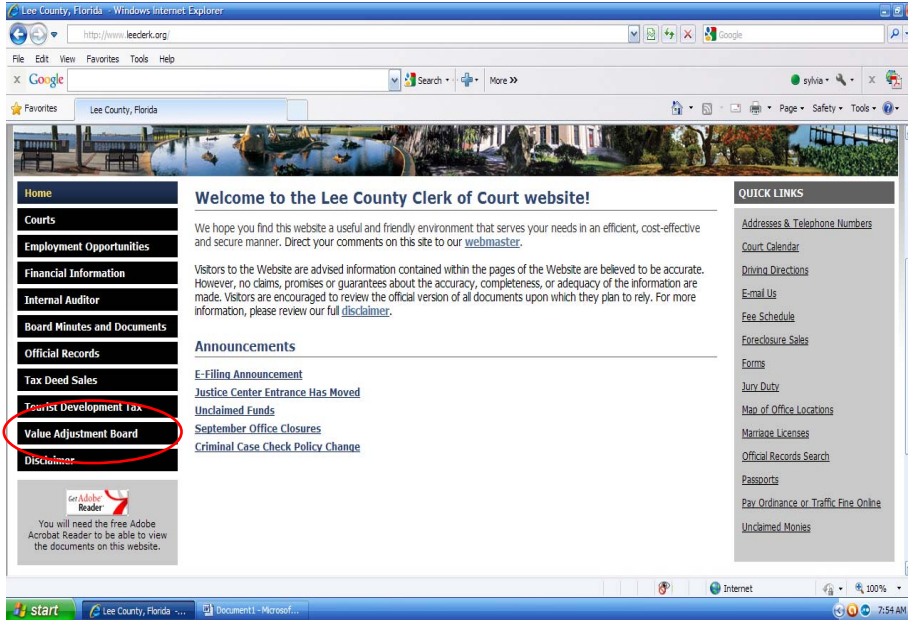 Lee County, Florida - Windows Internet Explorer
http://www.leeclerk.org/
Google
File Edit View Favorites Tools Help
x Google
Search
More »
sylvia
x
Favorites
Lee County, Florida
Page Safety Tools
Home
Courts
Employment Opportunities
Financial Information
Internal Auditor
Board Minutes and Documents
Official Records
Tax Deed Sales
Tourist Development Tax
Value Adjustment Board
Disclaimer
Get Adobe Reader
You will need the free Adobe
Acrobat Reader to be able to view
the documents on this website.
Welcome to the Lee County Clerk of Court website!
We hope you find this website a useful and friendly environment that serves your needs in an efficient, cost-effective
and secure manner. Direct your comments on this site to our webmaster.
Visitors to the Website are advised information contained within the pages of the Website are believed to be accurate.
However, no claims, promises or guarantees about the accuracy, completeness, or adequacy of the information are
made. Visitors are encouraged to review the official version of all documents upon which they plan to rely. For more
information, please review our full disclaimer.
Announcements
E-Filing Announcement
Justice Center Entrance Has Moved
Unclaimed Funds
September Office Closures
Criminal Case Check Policy Change
QUICK LINKS
Addresses & Telephone Numbers
Court Calendar
Driving Directions
E-mail Us
Fee Schedule
Foreclosure Sales
Forms
Jury Duty
Map of Office Locations
Marriage Licenses
Official Records Search
Passports
Pay Ordinance or Traffic Fine Online
Unclaimed Monies
Internet
100%
start
Lee County, Florida -...
Document1 - Microsof...
7:54 AM